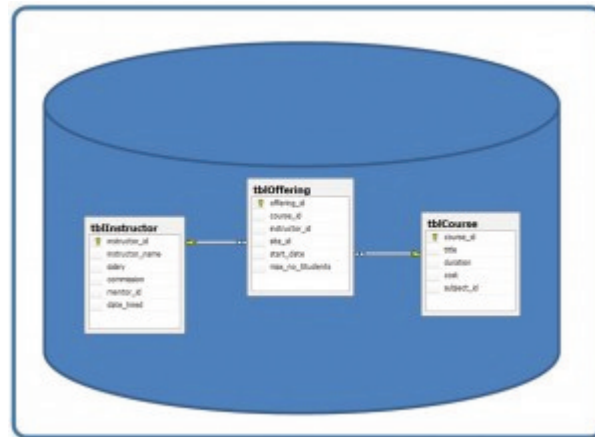 tblInstructor
instructor_id
instructor_name
salary
commission
mentor_id
date_hired
tblOffering
offering_id
course_id
instructor_id
site_id
start_date
max_no_Students
tblCourse
course_id
title
duration
cost
subject_id